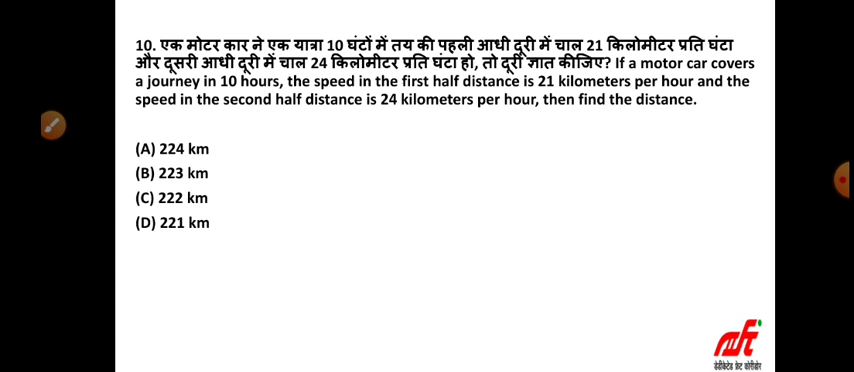 10. एक मोटर कार ने एक यात्रा 10 घंटों में तय की पहली आधी दूरी में चाल 21 किलोमीटर प्रति घंटा
और दूसरी आधी दूरी में चाल 24 किलोमीटर प्रति घंटा हो, तो दूरी ज्ञात कीजिए? If a motor car covers
a journey in 10 hours, the speed in the first half distance is 21 kilometers per hour and the
speed in the second half distance is 24 kilometers per hour, then find the distance.
(A) 224 km
(B) 223 km
(C) 222 km
(D) 221 km
डेडीकेटेड फ्रेट कोरीडोर